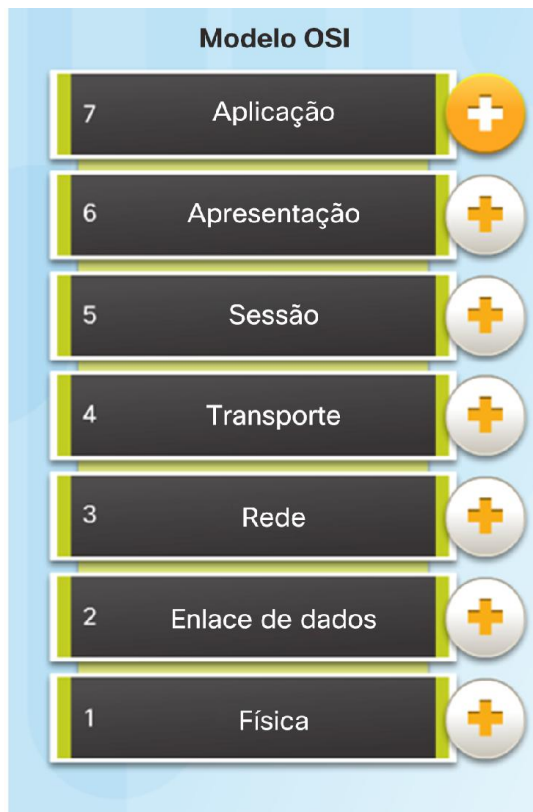 Modelo OSI
7 Aplicação
6 Apresentação
5 Sessão
4 Transporte
3 Rede
2 Enlace de dados
1 Física